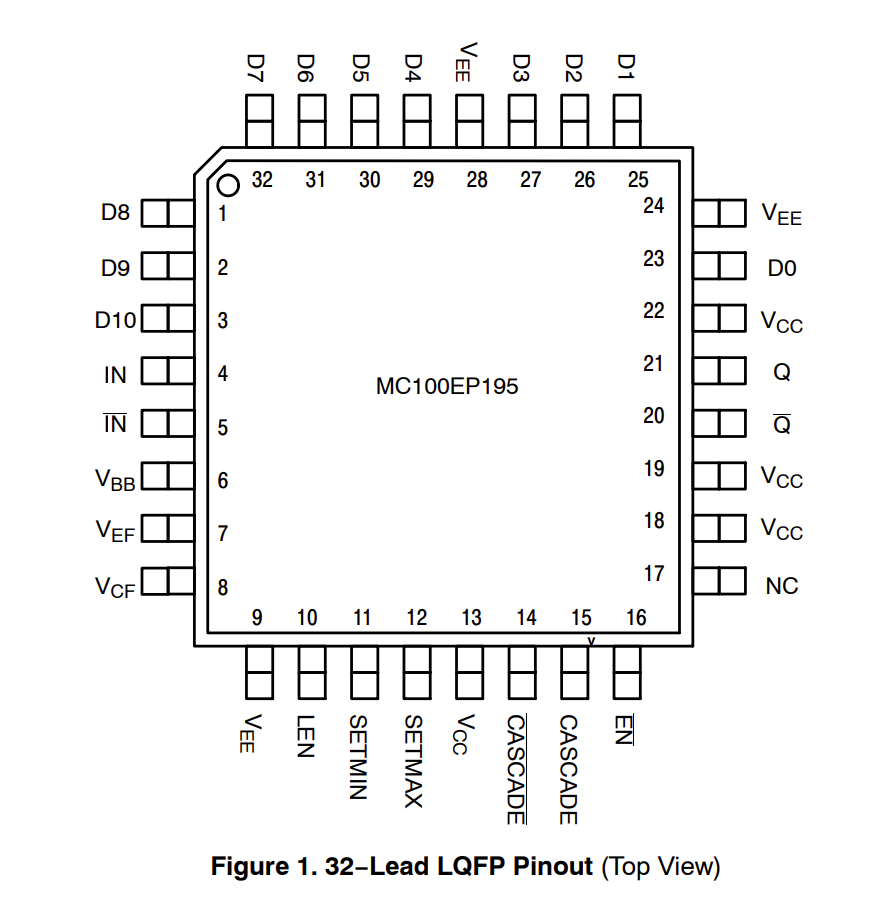 D7 D6 D5 D4 VEE D3 D2 D1
32 31 30 29 28 27 26 25
D8 1 24 VEE
D9 2 23 D0
D10 3 22 VCC
IN 4 21 Q
I̅N̅ 5 20 Q̅
MC100EP195
VBB 6 19 VCC
VEF 7 18 VCC
VCF 8 17 NC
9 10 11 12 13 14 15 16
v
VEE LEN SETMIN SETMAX VCC C̅A̅S̅C̅A̅D̅E̅ CASCADE E̅N̅
Figure 1. 32−Lead LQFP Pinout (Top View)